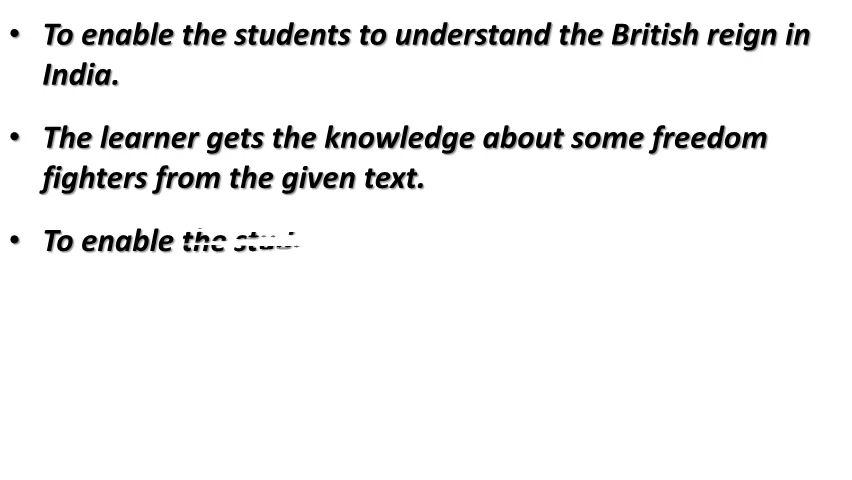 • To enable the students to understand the British reign in
India.
• The learner gets the knowledge about some freedom
fighters from the given text.
• To enable the